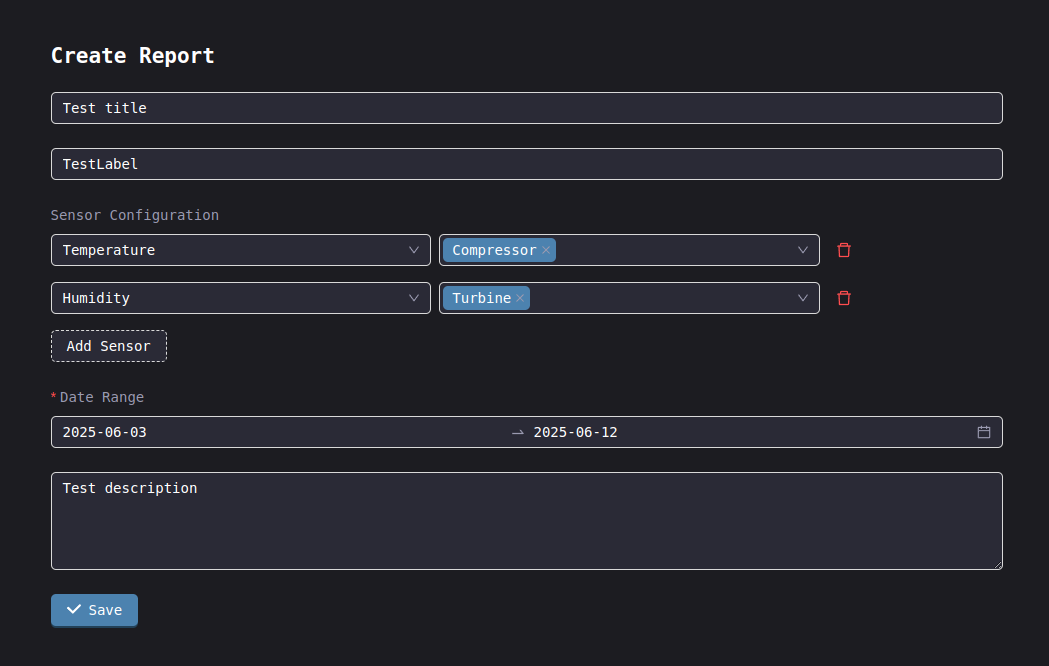 Create Report
Test title
TestLabel
Sensor Configuration
Temperature Compressor
Humidity Turbine
Add Sensor
* Date Range
2025-06-03 → 2025-06-12
Test description
Save